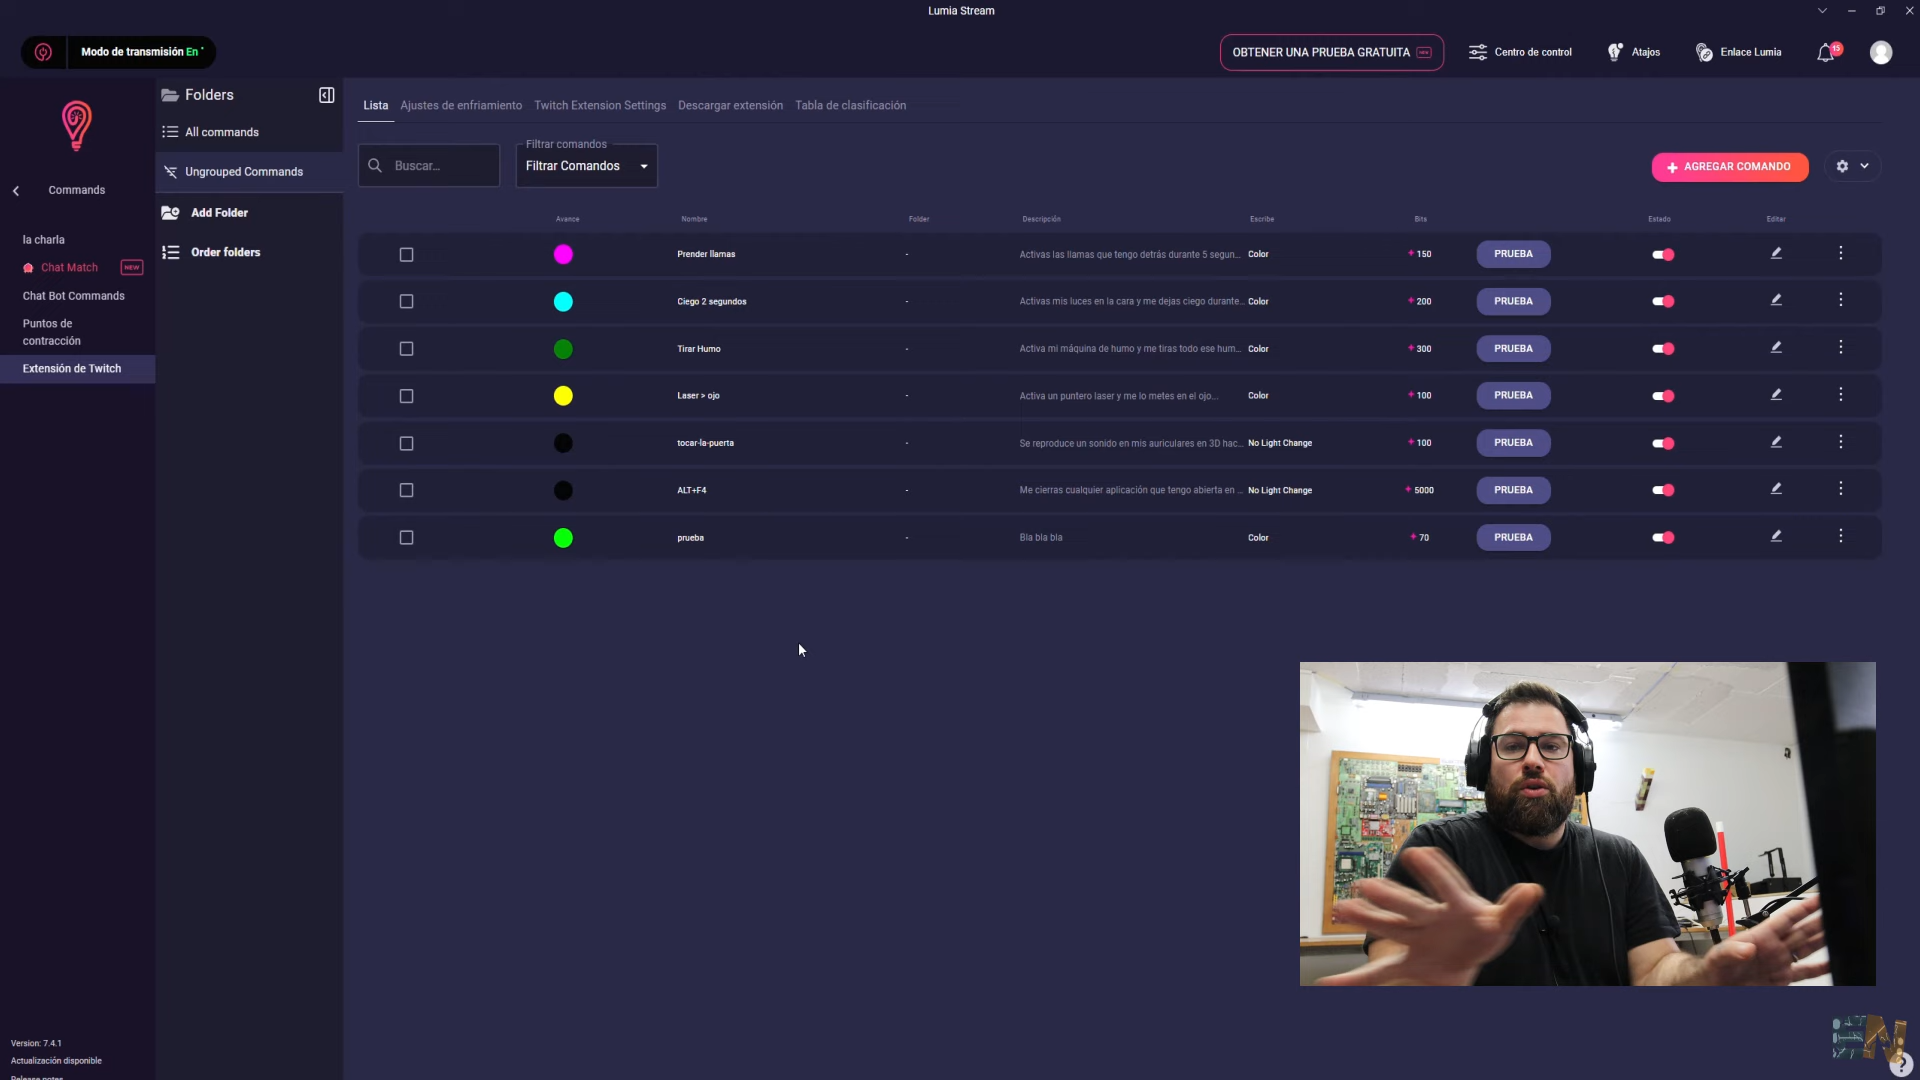 Lumia Stream
Modo de transmisión En
OBTENER UNA PRUEBA GRATUITA NEW
Centro de control
Atajos
Enlace Lumia
15
Commands
la charla
Chat Match NEW
Chat Bot Commands
Puntos de
contracción
Extensión de Twitch
Version: 7.4.1
Actualización disponible
Release notes
Folders
All commands
Ungrouped Commands
Add Folder
Order folders
Lista Ajustes de enfriamiento Twitch Extension Settings Descargar extensión Tabla de clasificación
Buscar...
Filtrar comandos
Filtrar Comandos
+ AGREGAR COMANDO
Avance Nombre Folder Descripción Escribe Bits Estado Editar
Prender llamas - Activas las llamas que tengo detrás durante 5 segun... Color 150 PRUEBA
Ciego 2 segundos - Activas mis luces en la cara y me dejas ciego durante... Color 200 PRUEBA
Tirar Humo - Activa mi máquina de humo y me tiras todo ese hum... Color 300 PRUEBA
Laser > ojo - Activa un puntero laser y me lo metes en el ojo... Color 100 PRUEBA
tocar-la-puerta - Se reproduce un sonido en mis auriculares en 3D hac... No Light Change 100 PRUEBA
ALT+F4 - Me cierras cualquier aplicación que tengo abierta en ... No Light Change 5000 PRUEBA
prueba - Bla bla bla Color 70 PRUEBA
EN
?